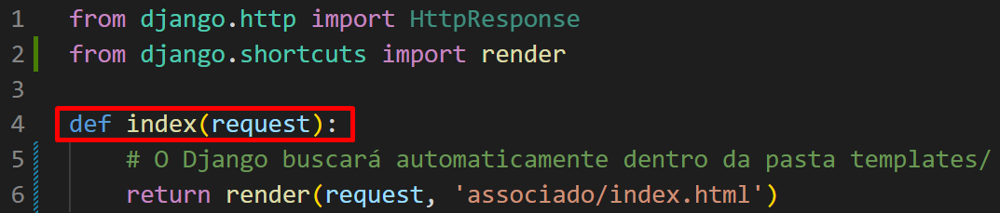 1 from django.http import HttpResponse
2 from django.shortcuts import render
3
4 def index(request):
5     # O Django buscará automaticamente dentro da pasta templates/
6     return render(request, 'associado/index.html')